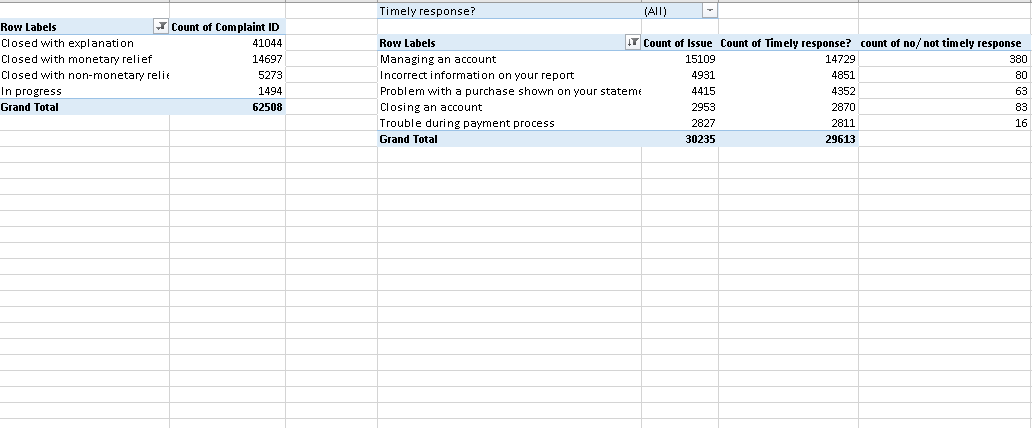 Timely response? (All)
Row Labels Count of Complaint ID
Closed with explanation 41044
Closed with monetary relief 14697
Closed with non-monetary relie 5273
In progress 1494
Grand Total 62508
Row Labels Count of Issue Count of Timely response? count of no/ not timely response
Managing an account 15109 14729 380
Incorrect information on your report 4931 4851 80
Problem with a purchase shown on your stateme 4415 4352 63
Closing an account 2953 2870 83
Trouble during payment process 2827 2811 16
Grand Total 30235 29613